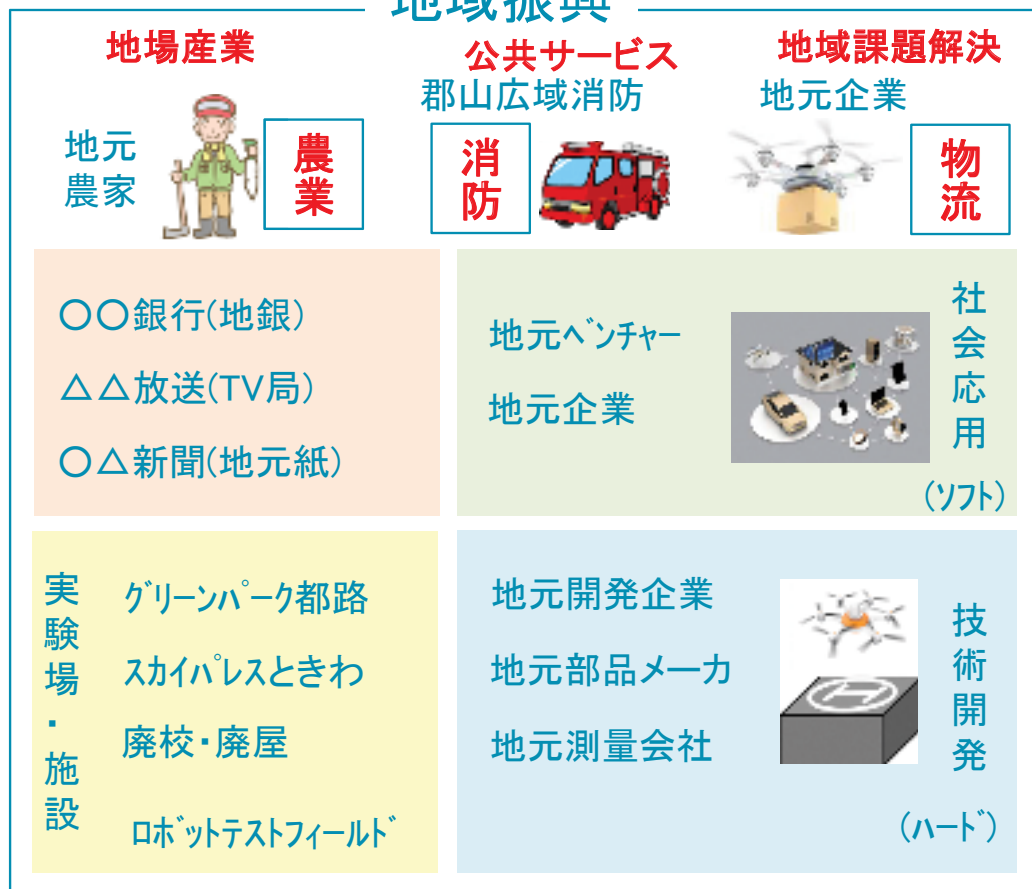 地域振興
地場産業
公共サービス
地域課題解決
郡山広域消防
地元企業
地元
農家
農業
消防
物流
〇〇銀行(地銀)
△△放送(TV局)
〇△新聞(地元紙)
地元ﾍﾞﾝﾁｬｰ
地元企業
社会応用
(ｿﾌﾄ)
実験場・施設
ｸﾞﾘｰﾝﾊﾟｰｸ都路
ｽｶｲﾊﾟﾚｽときわ
廃校・廃屋
ﾛﾎﾞｯﾄﾃｽﾄﾌｨｰﾙﾄﾞ
地元開発企業
地元部品ﾒｰｶ
地元測量会社
技術開発
(ﾊｰﾄﾞ)